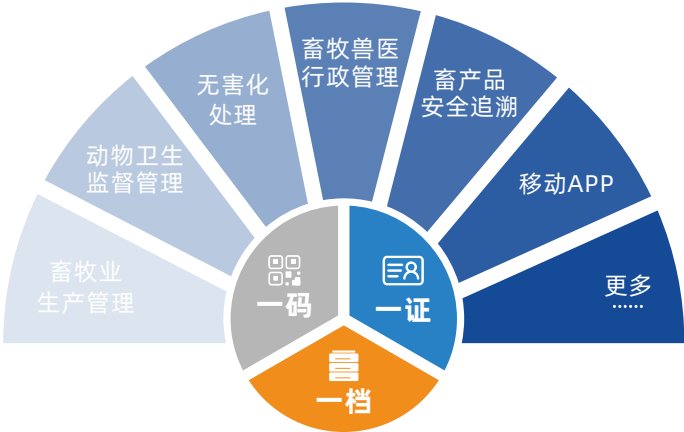 畜牧业
生产管理
动物卫生
监督管理
无害化
处理
畜牧兽医
行政管理
畜产品
安全追溯
移动APP
更多
......
一码
一证
一档